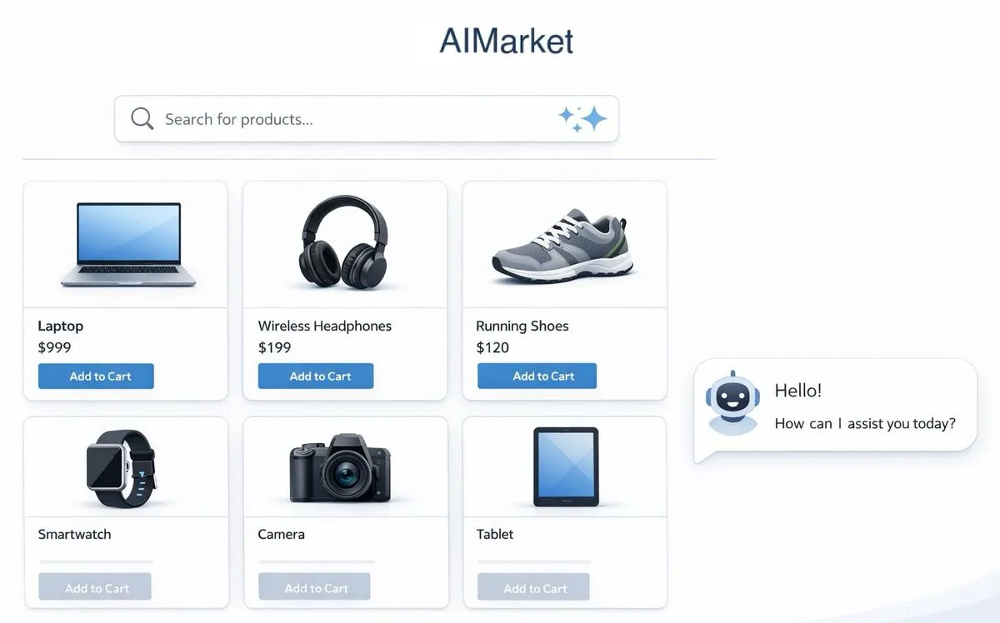 AIMarket
Search for products...
Laptop
$999
Add to Cart
Wireless Headphones
$199
Add to Cart
Running Shoes
$120
Add to Cart
Smartwatch
Add to Cart
Camera
Add to Cart
Tablet
Add to Cart
Hello!
How can I assist you today?